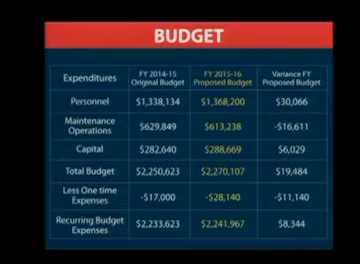 BUDGET
Expenditures FY 2014-15 Original Budget FY 2015-16 Proposed Budget Variance FY Proposed Budget
Personnel $1,338,134 $1,368,200 $30,066
Maintenance Operations $629,849 $613,238 -$16,611
Capital $282,640 $288,669 $6,029
Total Budget $2,250,623 $2,270,107 $19,484
Less One time Expenses -$17,000 -$28,140 -$11,140
Recurring Budget Expenses $2,233,623 $2,241,967 $8,344